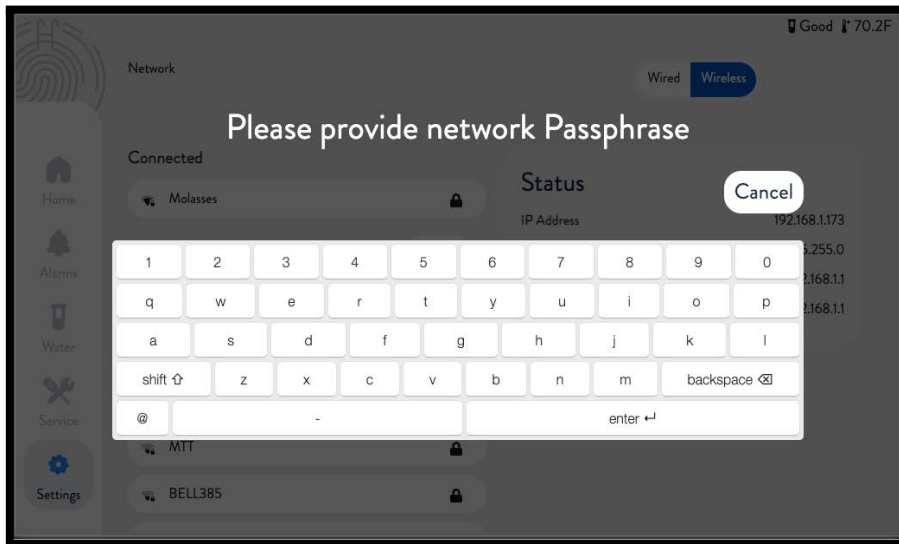 Good 70.2F
Network
Wired Wireless
Please provide network Passphrase
Connected
Status
Cancel
Home
Molasses
IP Address 192.168.1.173
5.255.0
Alarms
1 2 3 4 5 6 7 8 9 0
2.168.1.1
q w e r t y u i o p
2.168.1.1
Water
a s d f g h j k l
shift z x c v b n m backspace
Service
@ - enter
MTT
Settings
BELL385